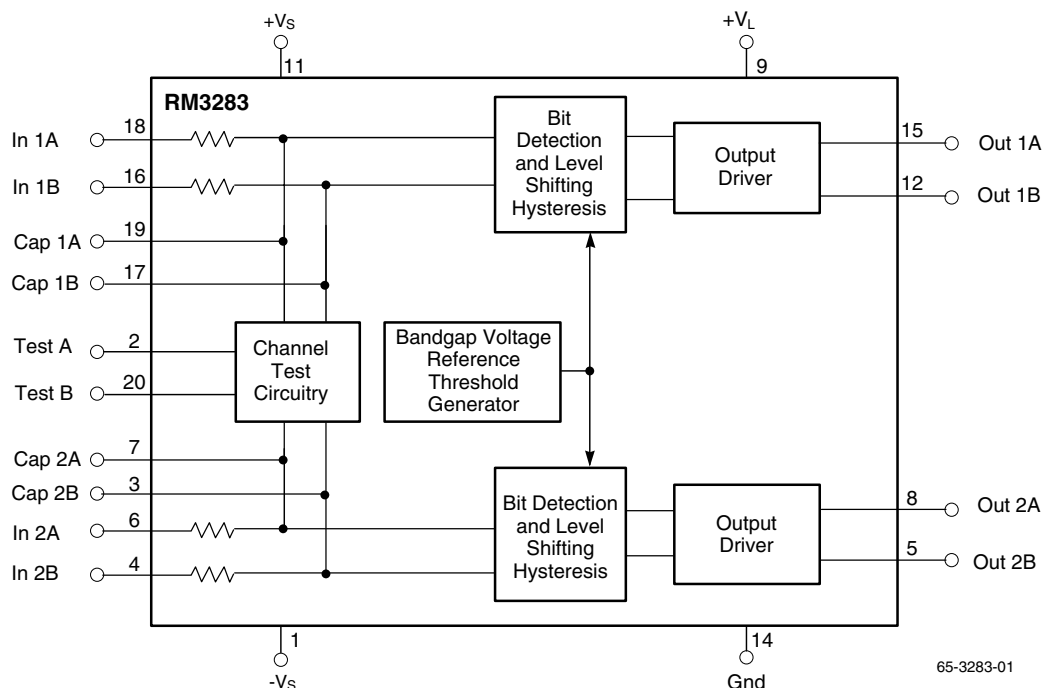 +VS
+VL
11
9
RM3283
In 1A
18
In 1B
16
Cap 1A
19
Cap 1B
17
Test A
2
Test B
20
Cap 2A
7
Cap 2B
3
In 2A
6
In 2B
4
Channel
Test
Circuitry
Bandgap Voltage
Reference
Threshold
Generator
Bit
Detection
and Level
Shifting
Hysteresis
Output
Driver
15
Out 1A
12
Out 1B
Bit Detection
and Level
Shifting
Hysteresis
Output
Driver
8
Out 2A
5
Out 2B
1
14
-VS
Gnd
65-3283-01